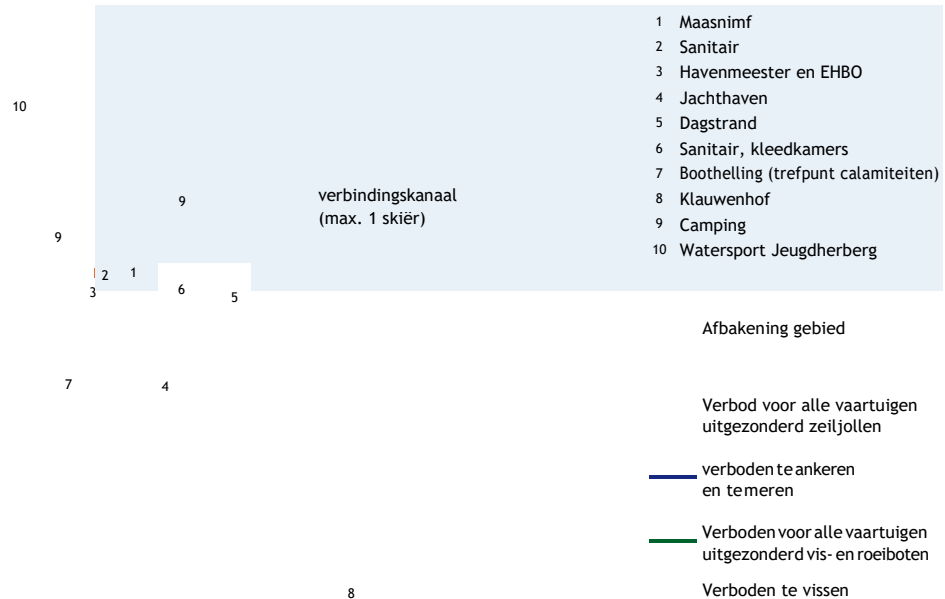 1 Maasnimf
2 Sanitair
3 Havenmeester en EHBO
4 Jachthaven
5 Dagstrand
6 Sanitair, kleedkamers
7 Boothelling (trefpunt calamiteiten)
8 Klauwenhof
9 Camping
10 Watersport Jeugdherberg
10
9
verbindingskanaal
(max. 1 skiër)
9
2
1
3
6
5
7
4
8
Afbakening gebied
Verbod voor alle vaartuigen
uitgezonderd zeiljollen
verboden te ankeren
en te meren
Verboden voor alle vaartuigen
uitgezonderd vis- en roeiboten
Verboden te vissen